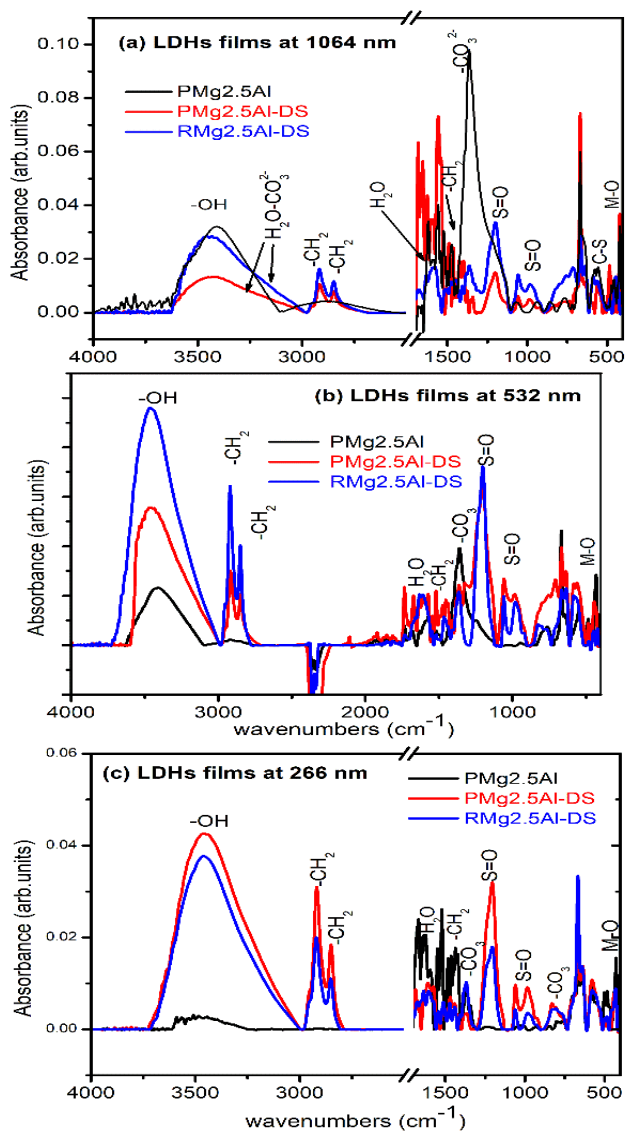 (a) LDHs films at 1064 nm
PMg2.5Al
PMg2.5Al-DS
RMg2.5Al-DS
-OH
H2O-CO3^2-
-CH2
-CH2
H2O
-CH2
-CO3^2-
S=O
S=O
C-S
M-O
Absorbance (arb.units)
0.10
0.08
0.06
0.04
0.02
0.00
4000 3500 3000 1500 1000 500
(b) LDHs films at 532 nm
PMg2.5Al
PMg2.5Al-DS
RMg2.5Al-DS
-OH
-CH2
-CH2
H2O
-CH2
-CO3
S=O
S=O
M-O
Absorbance (arb.units)
4000 3000 2000 1000
wavenumbers (cm-1)
(c) LDHs films at 266 nm
PMg2.5Al
PMg2.5Al-DS
RMg2.5Al-DS
-OH
-CH2
-CH2
H2O
-CH2
-CO3
S=O
S=O
-CO3
M-O
Absorbance (arb.units)
0.06
0.04
0.02
0.00
4000 3500 3000 1500 1000 500
wavenumbers (cm-1)